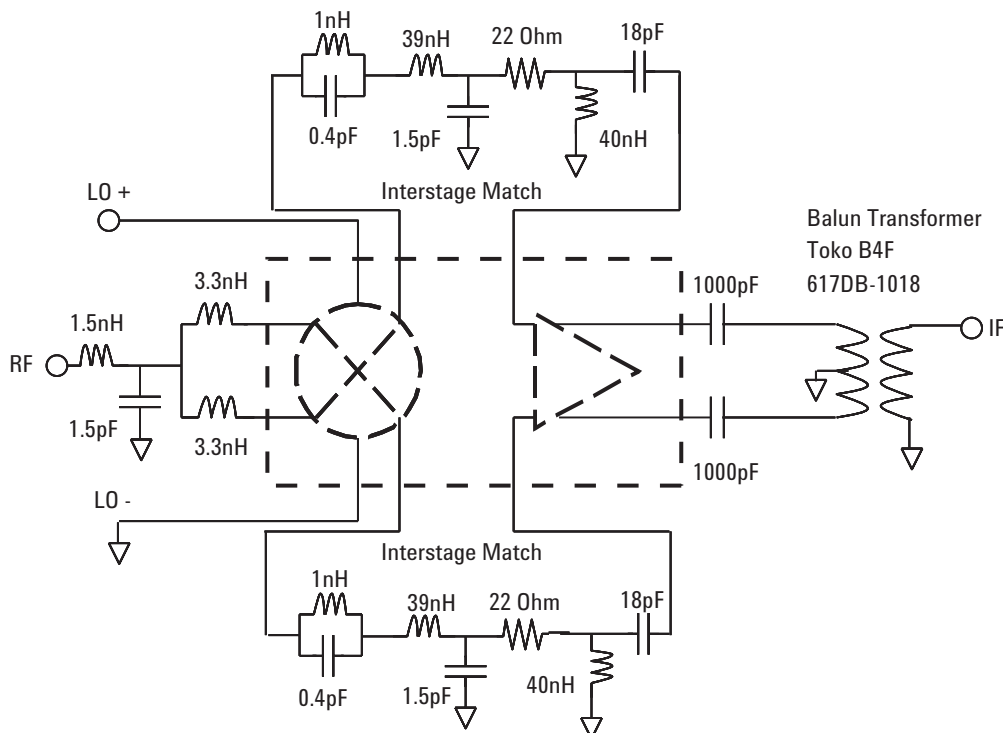 1nH
39nH
22 Ohm
18pF
0.4pF
1.5pF
40nH
Interstage Match
LO +
Balun Transformer
Toko B4F
617DB-1018
3.3nH
1000pF
1.5nH
RF
IF
1.5pF
3.3nH
1000pF
LO -
Interstage Match
1nH
39nH
22 Ohm
18pF
0.4pF
1.5pF
40nH